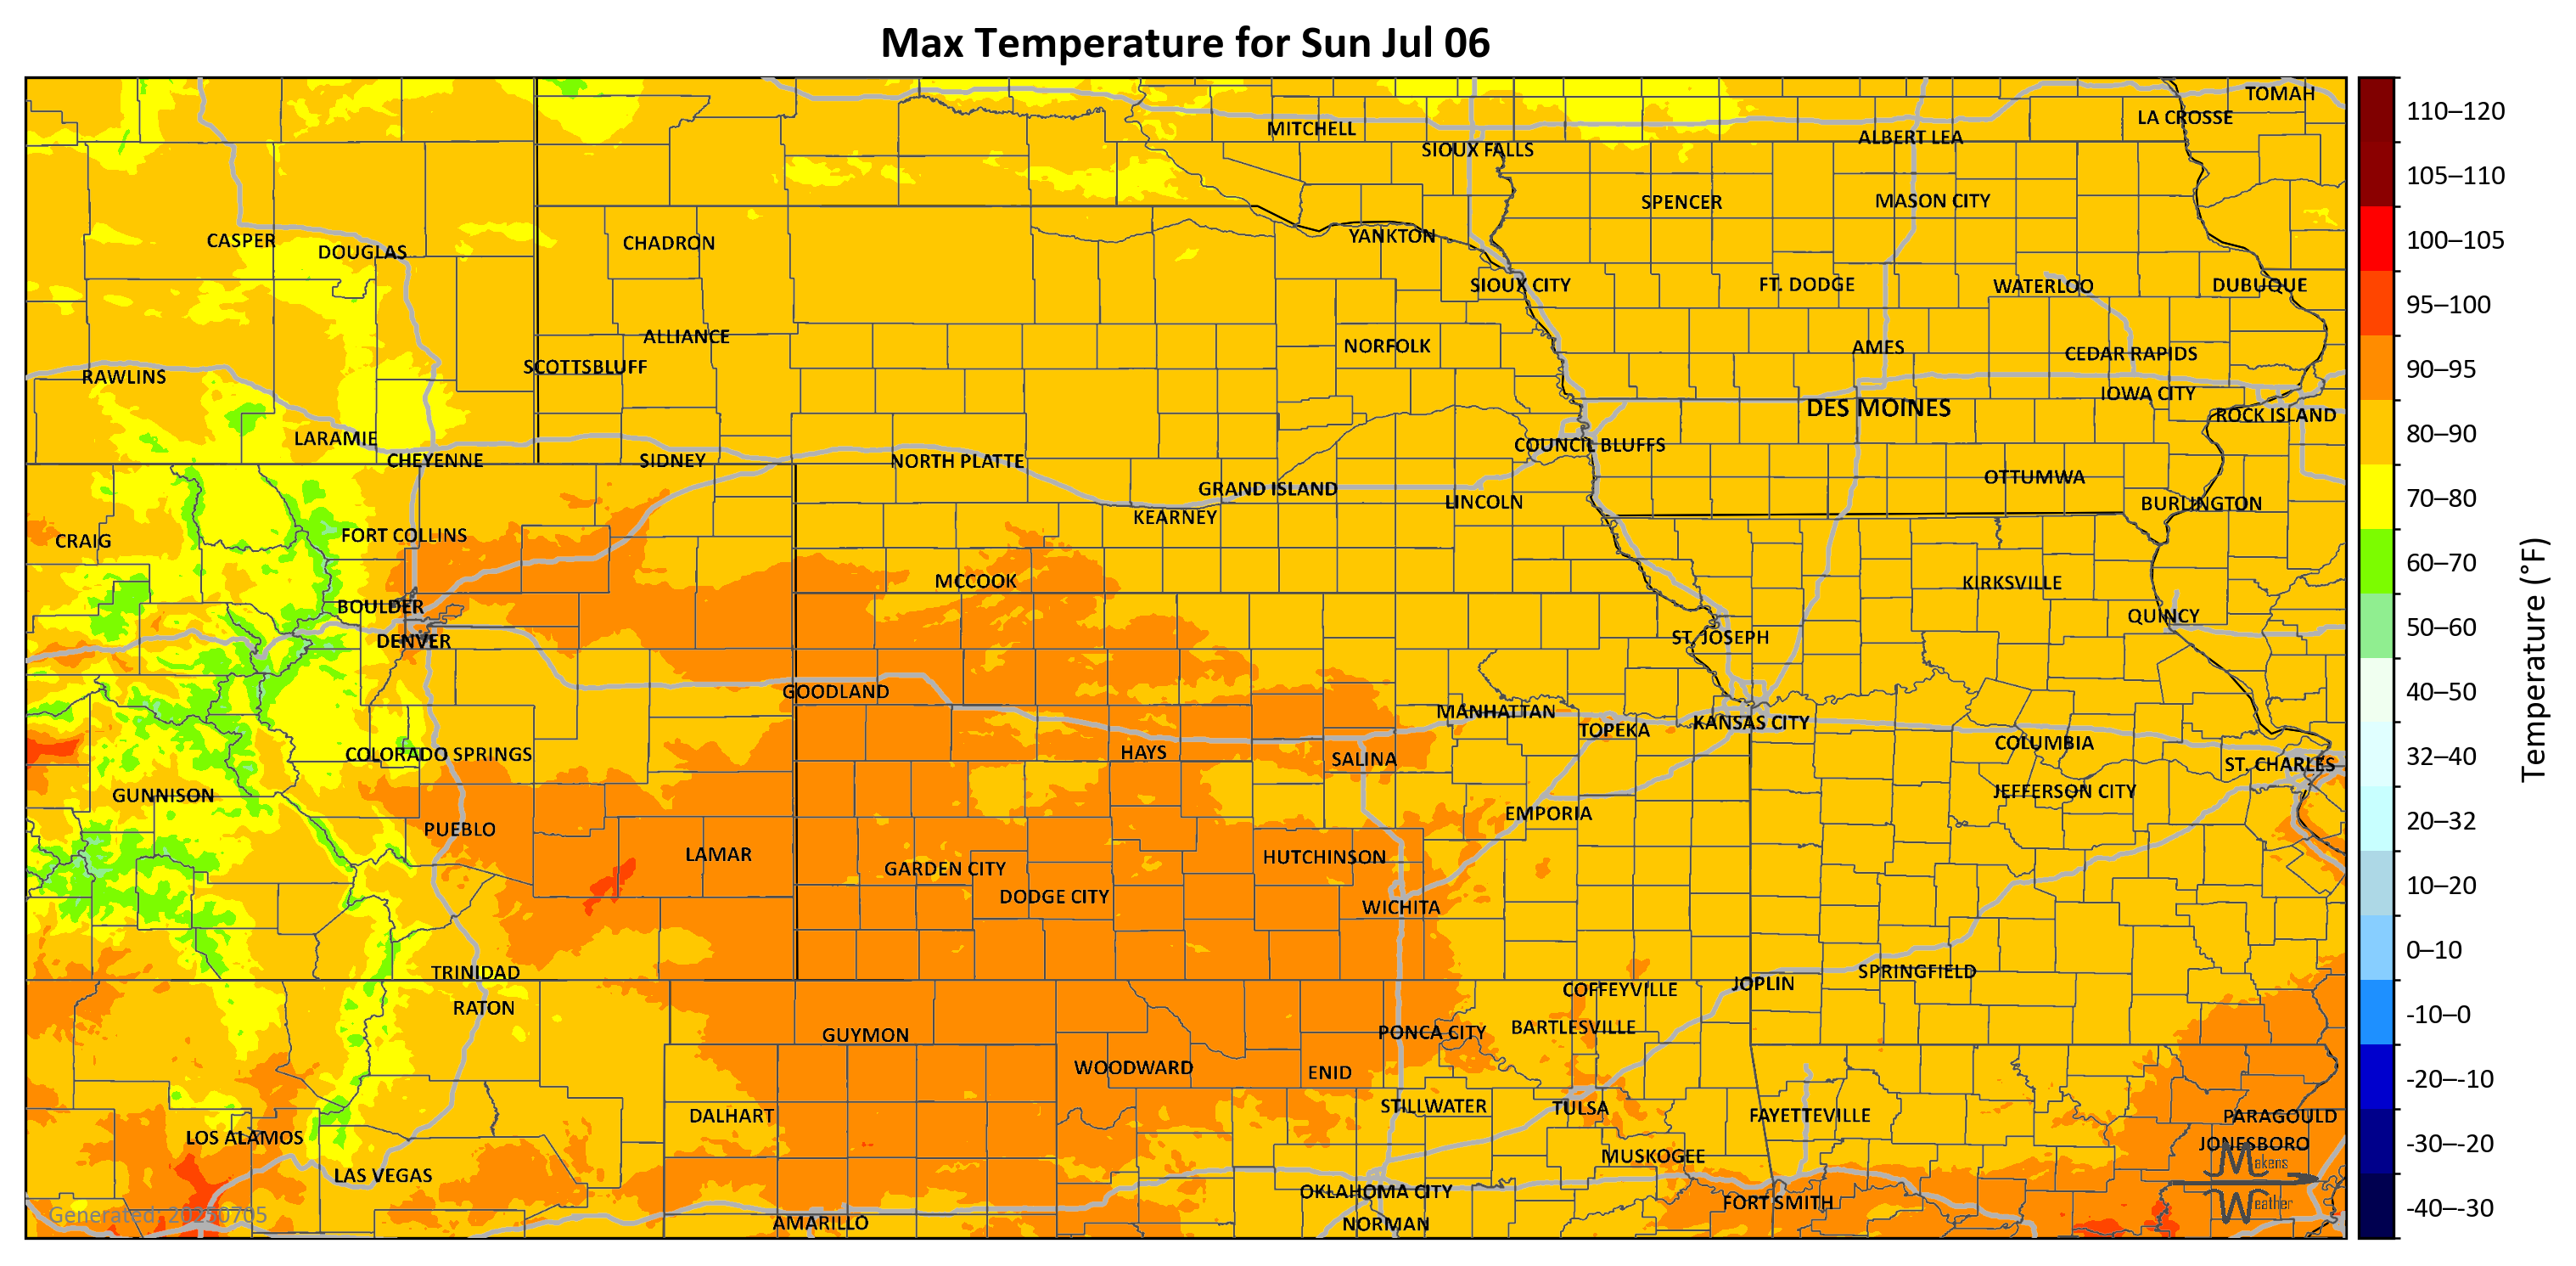 Max Temperature for Sun Jul 06
TOMAH
LA CROSSE
MITCHELL
ALBERT LEA
SIOUX FALLS
SPENCER
MASON CITY
CASPER
DOUGLAS
CHADRON
YANKTON
SIOUX CITY
FT. DODGE
WATERLOO
DUBUQUE
ALLIANCE
NORFOLK
AMES
CEDAR RAPIDS
SCOTTSBLUFF
RAWLINS
IOWA CITY
DES MOINES
ROCK ISLAND
LARAMIE
COUNCIL BLUFFS
CHEYENNE
SIDNEY
NORTH PLATTE
OTTUMWA
GRAND ISLAND
LINCOLN
BURLINGTON
KEARNEY
CRAIG
FORT COLLINS
MCCOOK
KIRKSVILLE
BOULDER
QUINCY
DENVER
ST. JOSEPH
GOODLAND
MANHATTAN
TOPEKA
KANSAS CITY
COLORADO SPRINGS
HAYS
SALINA
COLUMBIA
ST. CHARLES
GUNNISON
JEFFERSON CITY
EMPORIA
PUEBLO
LAMAR
HUTCHINSON
GARDEN CITY
DODGE CITY
WICHITA
TRINIDAD
SPRINGFIELD
JOPLIN
COFFEYVILLE
RATON
GUYMON
PONCA CITY
BARTLESVILLE
WOODWARD
ENID
DALHART
STILLWATER
TULSA
FAYETTEVILLE
PARAGOULD
LOS ALAMOS
JONESBORO
LAS VEGAS
MUSKOGEE
OKLAHOMA CITY
FORT SMITH
AMARILLO
NORMAN
Generated: 20250705
Makens
Weather
110–120
105–110
100–105
95–100
90–95
80–90
70–80
60–70
50–60
40–50
32–40
20–32
10–20
0–10
-10–0
-20–-10
-30–-20
-40–-30
Temperature (°F)